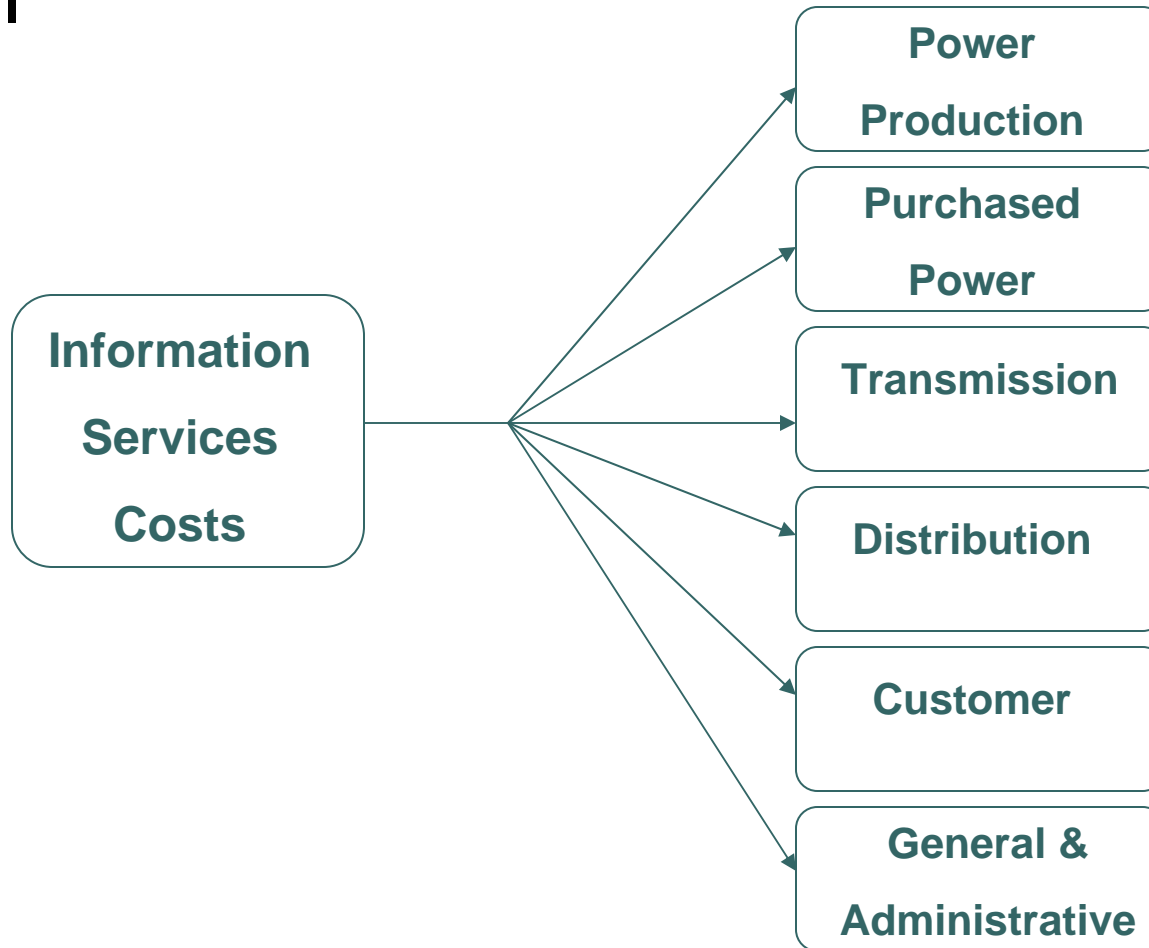 Information
Services
Costs
Power
Production
Purchased
Power
Transmission
Distribution
Customer
General &
Administrative